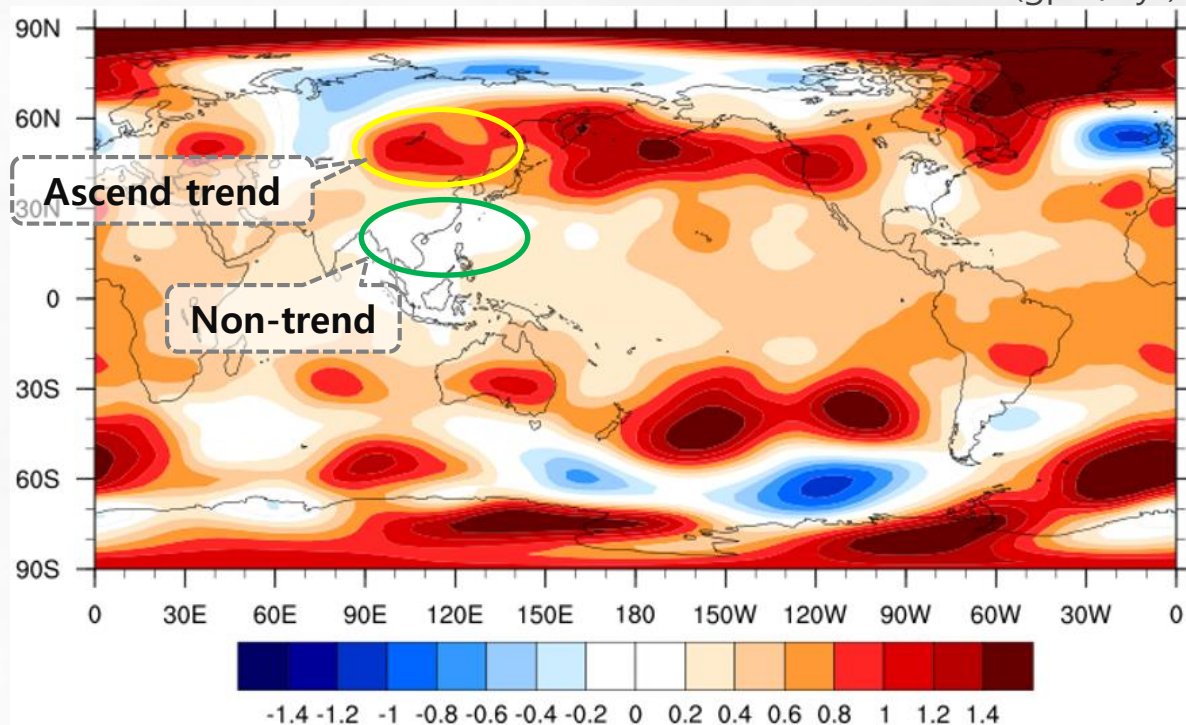 90N
60N
30N
0
30S
60S
90S
Ascend trend
Non-trend
0 30E 60E 90E 120E 150E 180 150W 120W 90W 60W 30W 0
-1.4 -1.2 -1 -0.8 -0.6 -0.4 -0.2 0 0.2 0.4 0.6 0.8 1 1.2 1.4